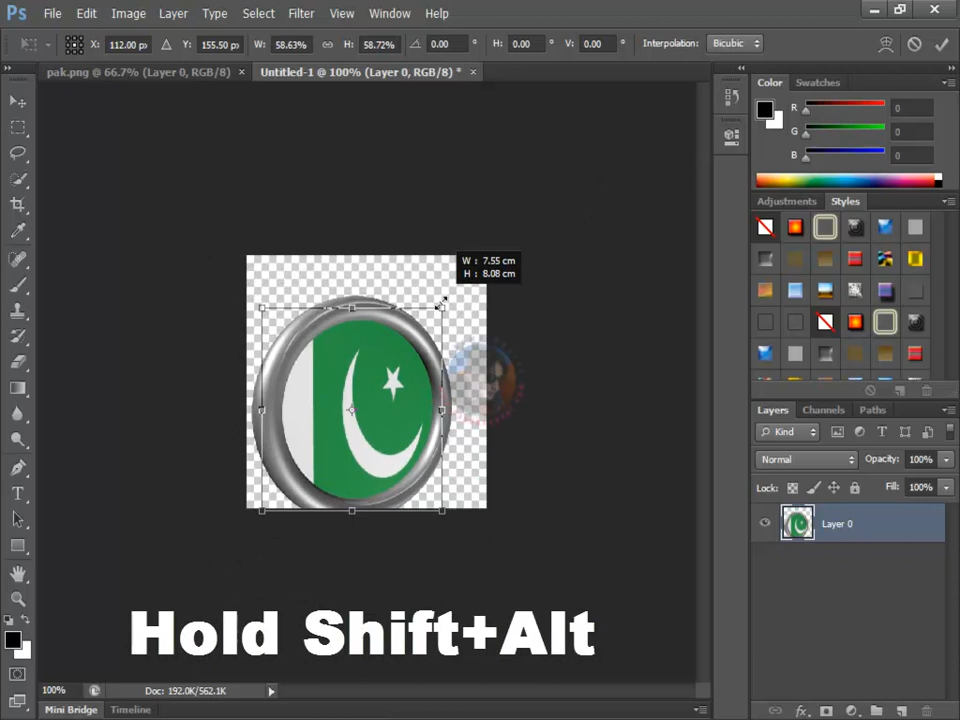 Ps File Edit Image Layer Type Select Filter View Window Help
X: 112.00 px Y: 155.50 px W: 58.63% H: 58.72% 0.00 ° H: 0.00 ° V: 0.00 ° Interpolation: Bicubic
pak.png @ 66.7% (Layer 0, RGB/8) × Untitled-1 @ 100% (Layer 0, RGB/8) * ×
Color Swatches
R 0
G 0
B 0
Adjustments Styles
W : 7.55 cm
H : 8.08 cm
Layers Channels Paths
Kind
Normal Opacity: 100%
Lock: Fill: 100%
Layer 0
Hold Shift+Alt
100% Doc: 192.0K/562.1K
Mini Bridge Timeline